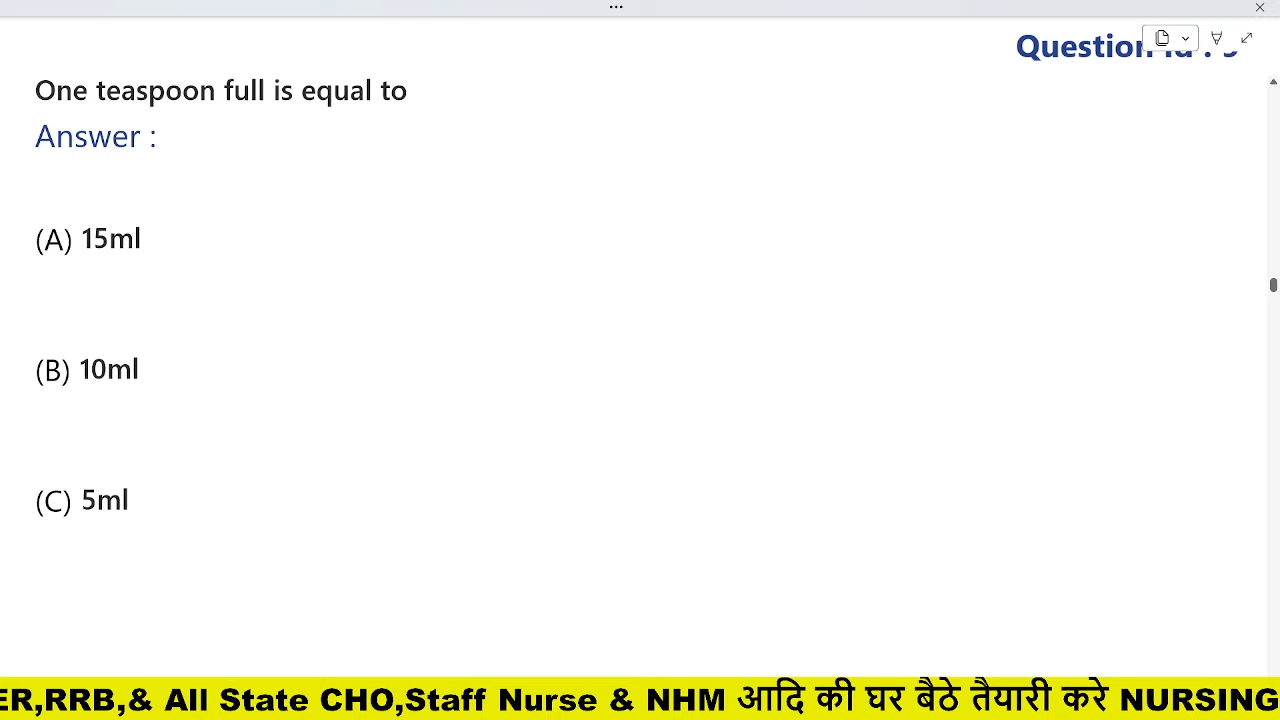 Question
One teaspoon full is equal to
Answer :
(A) 15ml
(B) 10ml
(C) 5ml
ER,RRB,& All State CHO,Staff Nurse & NHM आदि की घर बैठे तैयारी करे NURSING